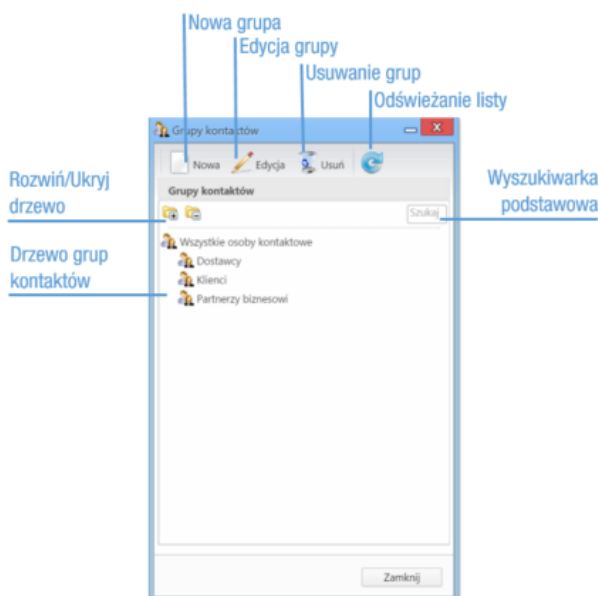 Nowa grupa
Edycja grupy
Usuwanie grup
Odświeżanie listy
Grupy kontaktów
Nowa
Edycja
Usuń
Rozwiń/Ukryj
drzewo
Grupy kontaktów
Wyszukiwarka
podstawowa
Szukaj
Drzewo grup
kontaktów
Wszystkie osoby kontaktowe
Dostawcy
Klienci
Partnerzy biznesowi
Zamknij